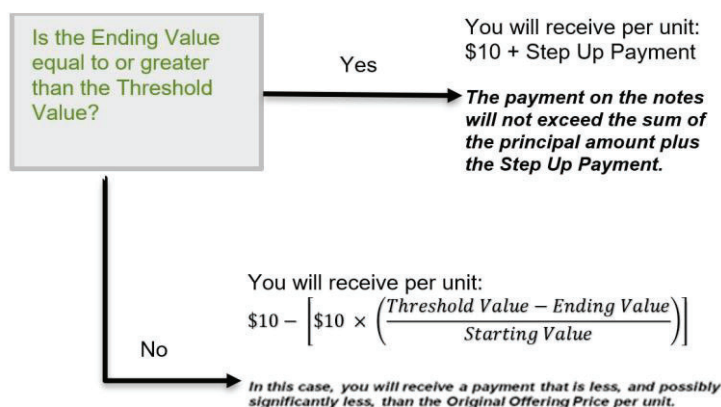 Is the Ending Value
equal to or greater
than the Threshold
Value?
Yes
You will receive per unit:
$10 + Step Up Payment
The payment on the notes
will not exceed the sum of
the principal amount plus
the Step Up Payment.
No
You will receive per unit:
$10 − [$10 × (Threshold Value − Ending Value / Starting Value)]
In this case, you will receive a payment that is less, and possibly
significantly less, than the Original Offering Price per unit.